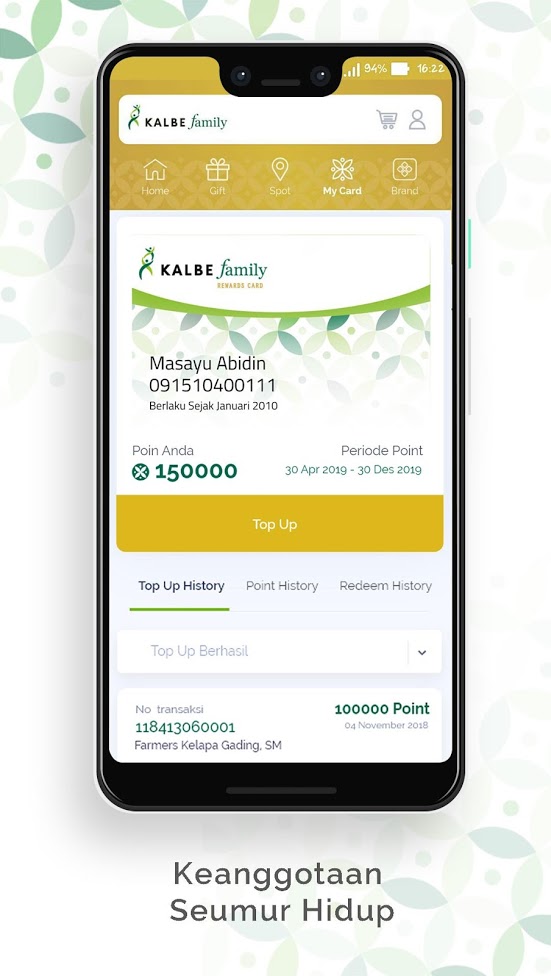 94% 16:22
KALBE family
Home Gift Spot My Card Brand
KALBE family
REWARDS CARD
Masayu Abidin
091510400111
Berlaku Sejak Januari 2010
Poin Anda Periode Point
150000 30 Apr 2019 - 30 Des 2019
Top Up
Top Up History Point History Redeem History
Top Up Berhasil
No transaksi 100000 Point
118413060001 04 November 2018
Farmers Kelapa Gading, SM
Keanggotaan
Seumur Hidup